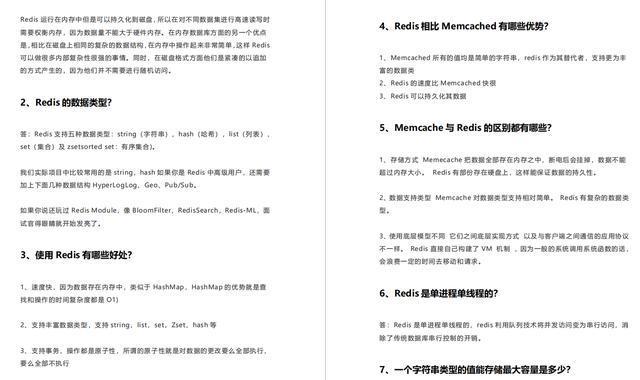 Redis 运行在内存中但是可以持久化到磁盘,所以在对不同数据集进行高速读写时
需要权衡内存，因为数据量不能大于硬件内存。在内存数据库方面的另一个优点
是,相比在磁盘上相同的复杂的数据结构,在内存中操作起来非常简单,这样 Redis
可以做很多内部复杂性很强的事情。同时，在磁盘格式方面他们是紧凑的以追加
的方式产生的，因为他们并不需要进行随机访问。
2、Redis 的数据类型？
答：Redis 支持五种数据类型：string（字符串），hash（哈希），list（列表），
set（集合）及 zsetsorted set：有序集合)。
我们实际项目中比较常用的是 string，hash 如果你是 Redis 中高级用户，还需要
加上下面几种数据结构 HyperLogLog、Geo、Pub/Sub。
如果你说还玩过 Redis Module，像 BloomFilter，RedisSearch，Redis-ML，面
试官得眼睛就开始发亮了。
3、使用 Redis 有哪些好处？
1、速度快，因为数据存在内存中，类似于 HashMap，HashMap 的优势就是查
找和操作的时间复杂度都是 O1)
2、支持丰富数据类型，支持 string，list，set，Zset，hash 等
3、支持事务，操作都是原子性，所谓的原子性就是对数据的更改要么全部执行，
要么全部不执行
4、Redis 相比 Memcached 有哪些优势？
1、Memcached 所有的值均是简单的字符串，redis 作为其替代者，支持更为丰
富的数据类
2、Redis 的速度比 Memcached 快很
3、Redis 可以持久化其数据
5、Memcache 与 Redis 的区别都有哪些？
1、存储方式 Memecache 把数据全部存在内存之中，断电后会挂掉，数据不能
超过内存大小。 Redis 有部份存在硬盘上，这样能保证数据的持久性。
2、数据支持类型 Memcache 对数据类型支持相对简单。 Redis 有复杂的数据类
型。
3、使用底层模型不同 它们之间底层实现方式 以及与客户端之间通信的应用协议
不一样。 Redis 直接自己构建了 VM 机制 ，因为一般的系统调用系统函数的话，
会浪费一定的时间去移动和请求。
6、Redis 是单进程单线程的？
答：Redis 是单进程单线程的，redis 利用队列技术将并发访问变为串行访问，消
除了传统数据库串行控制的开销。
7、一个字符串类型的值能存储最大容量是多少？